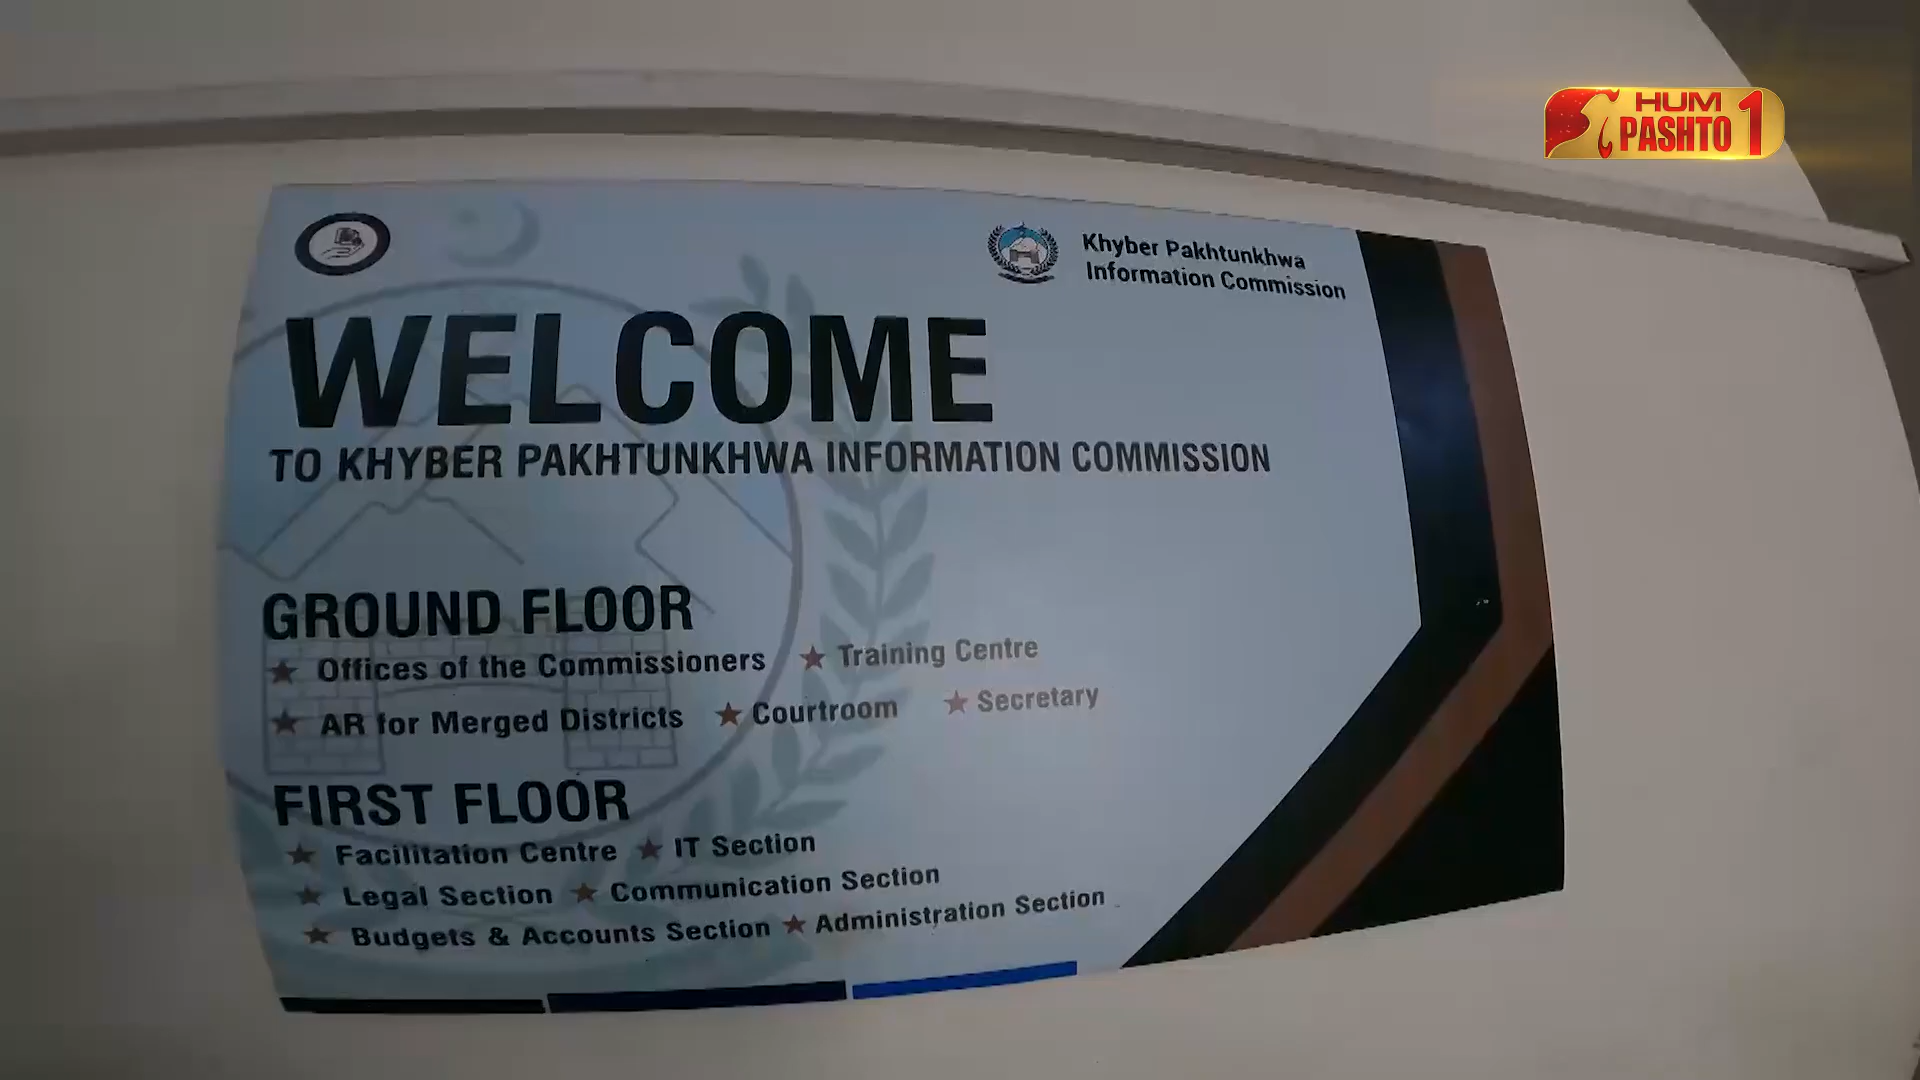 HUM
PASHTO 1
Khyber Pakhtunkhwa
Information Commission
WELCOME
TO KHYBER PAKHTUNKHWA INFORMATION COMMISSION
GROUND FLOOR
★ Offices of the Commissioners ★ Training Centre
★ AR for Merged Districts ★ Courtroom ★ Secretary
FIRST FLOOR
★ Facilitation Centre ★ IT Section
★ Legal Section ★ Communication Section
★ Budgets & Accounts Section ★ Administration Section